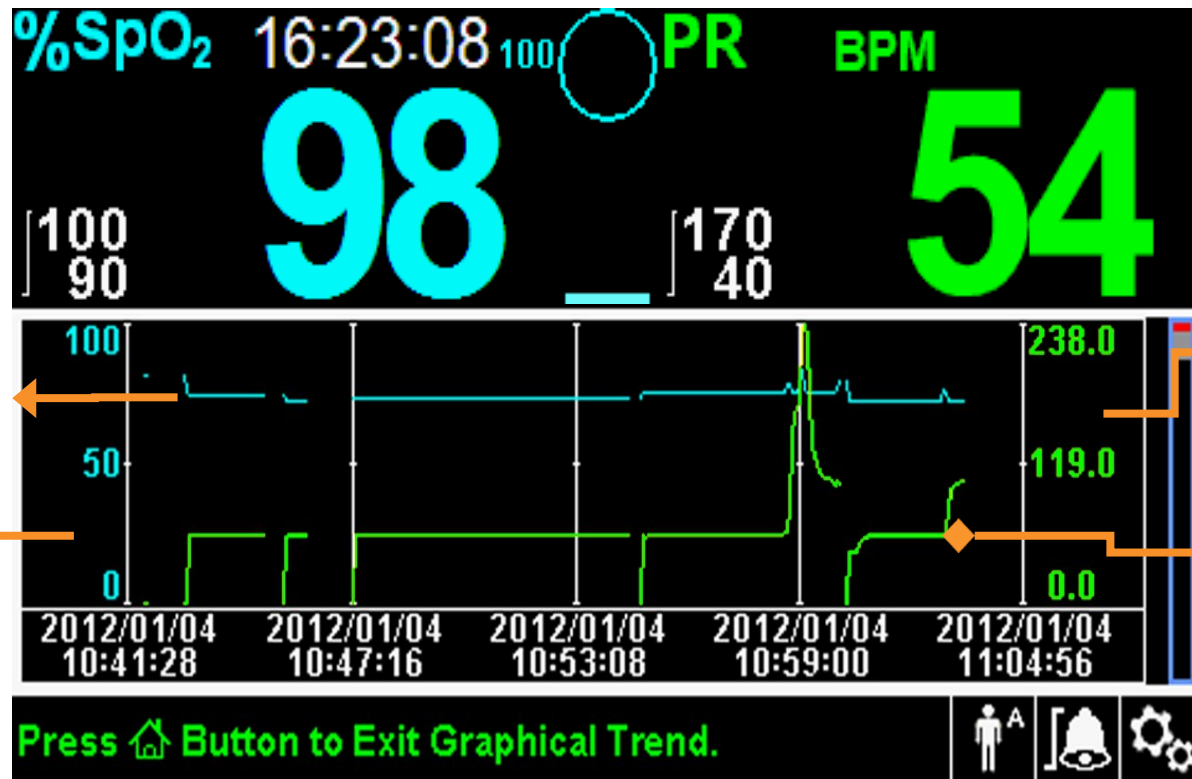 %SpO₂ 16:23:08 100 PR BPM
98 54
100 170
90 40
100 238.0
50 119.0
0 0.0
2012/01/04 2012/01/04 2012/01/04 2012/01/04 2012/01/04
10:41:28 10:47:16 10:53:08 10:59:00 11:04:56
Press Button to Exit Graphical Trend. A